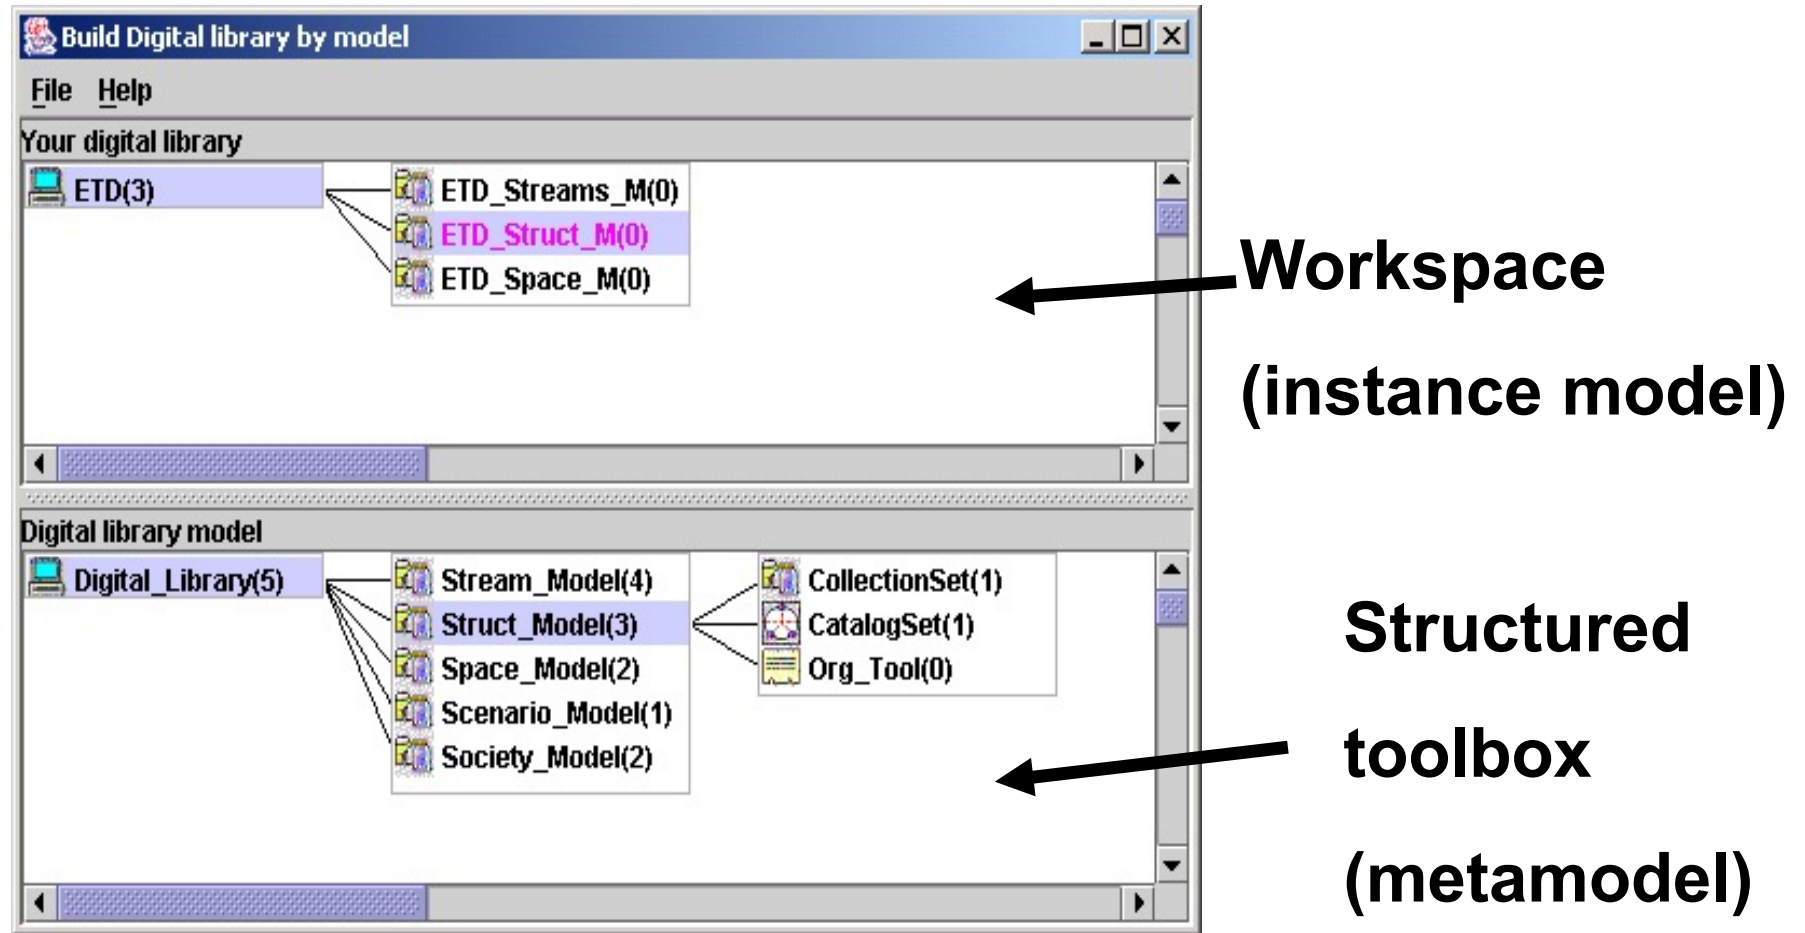 Build Digital library by model
File Help
Your digital library
ETD(3)
ETD_Streams_M(0)
ETD_Struct_M(0)
ETD_Space_M(0)
Workspace
(instance model)
Digital library model
Digital_Library(5)
Stream_Model(4)
Struct_Model(3)
Space_Model(2)
Scenario_Model(1)
Society_Model(2)
CollectionSet(1)
CatalogSet(1)
Org_Tool(0)
Structured
toolbox
(metamodel)